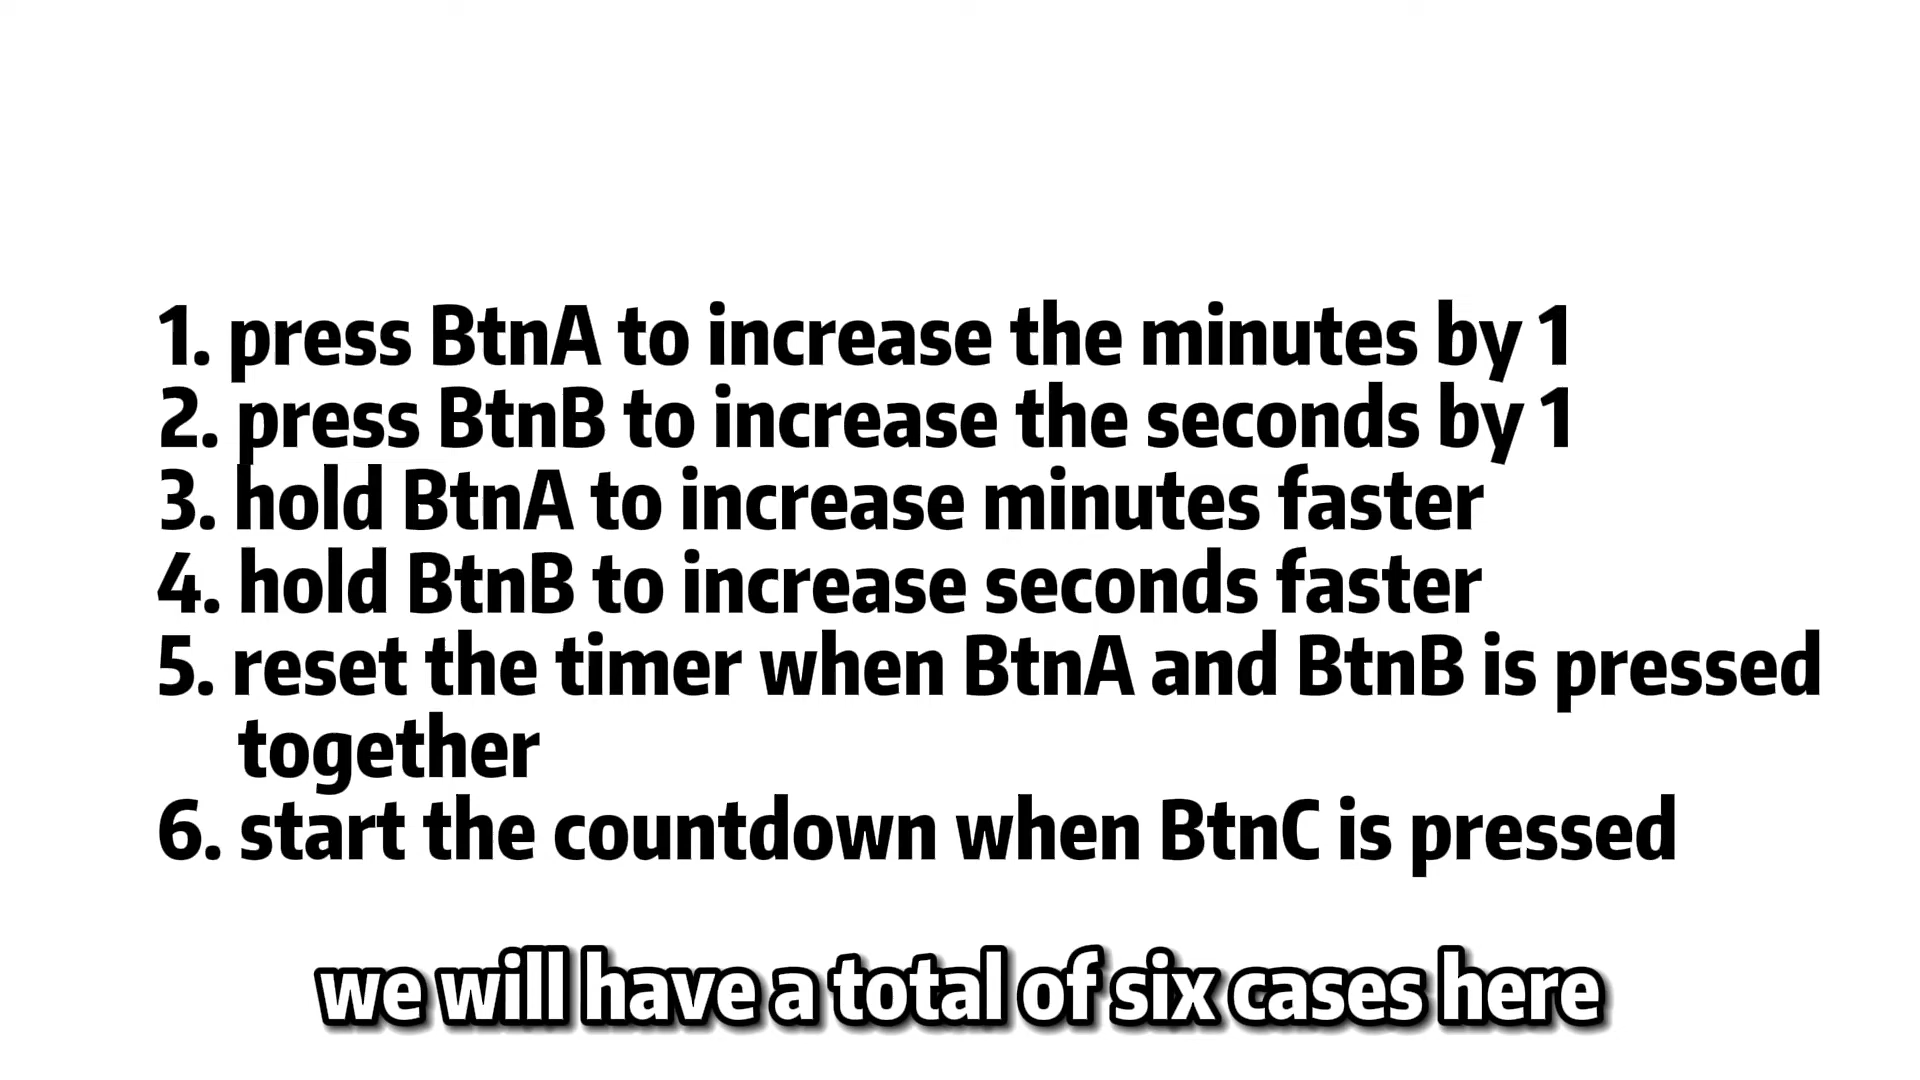 1. press BtnA to increase the minutes by 1
2. press BtnB to increase the seconds by 1
3. hold BtnA to increase minutes faster
4. hold BtnB to increase seconds faster
5. reset the timer when BtnA and BtnB is pressed
together
6. start the countdown when BtnC is pressed
we will have a total of six cases here